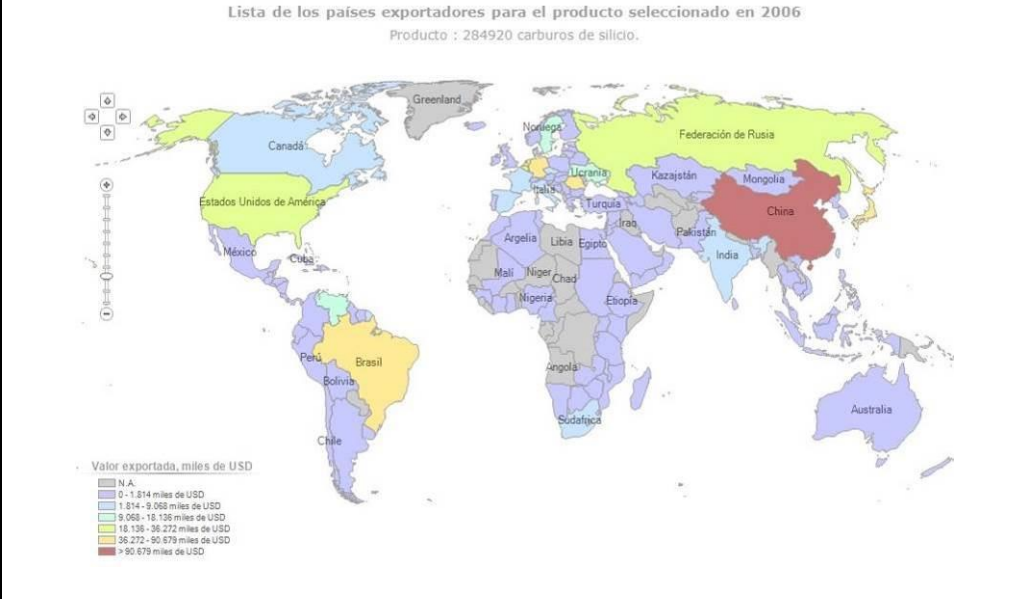 Lista de los países exportadores para el producto seleccionado en 2006
Producto : 284920 carburos de silicio.
Greenland
Noruega
Federación de Rusia
Canadá
Ucrania
Kazajstán
Mongolia
Italia
Estados Unidos de América
Turquia
China
Iraq
Pakistán
México
Cuba
Argelia
Libia
Egipto
India
Malí
Niger
Chad
Nigeria
Etiopia
Perú
Brasil
Angola
Bolivia
Australia
Sudafrica
Chile
Valor exportada, miles de USD
N.A.
0 - 1.814 miles de USD
1.814 - 9.068 miles de USD
9.068 - 18.136 miles de USD
18.136 - 36.272 miles de USD
36.272 - 90.679 miles de USD
> 90.679 miles de USD